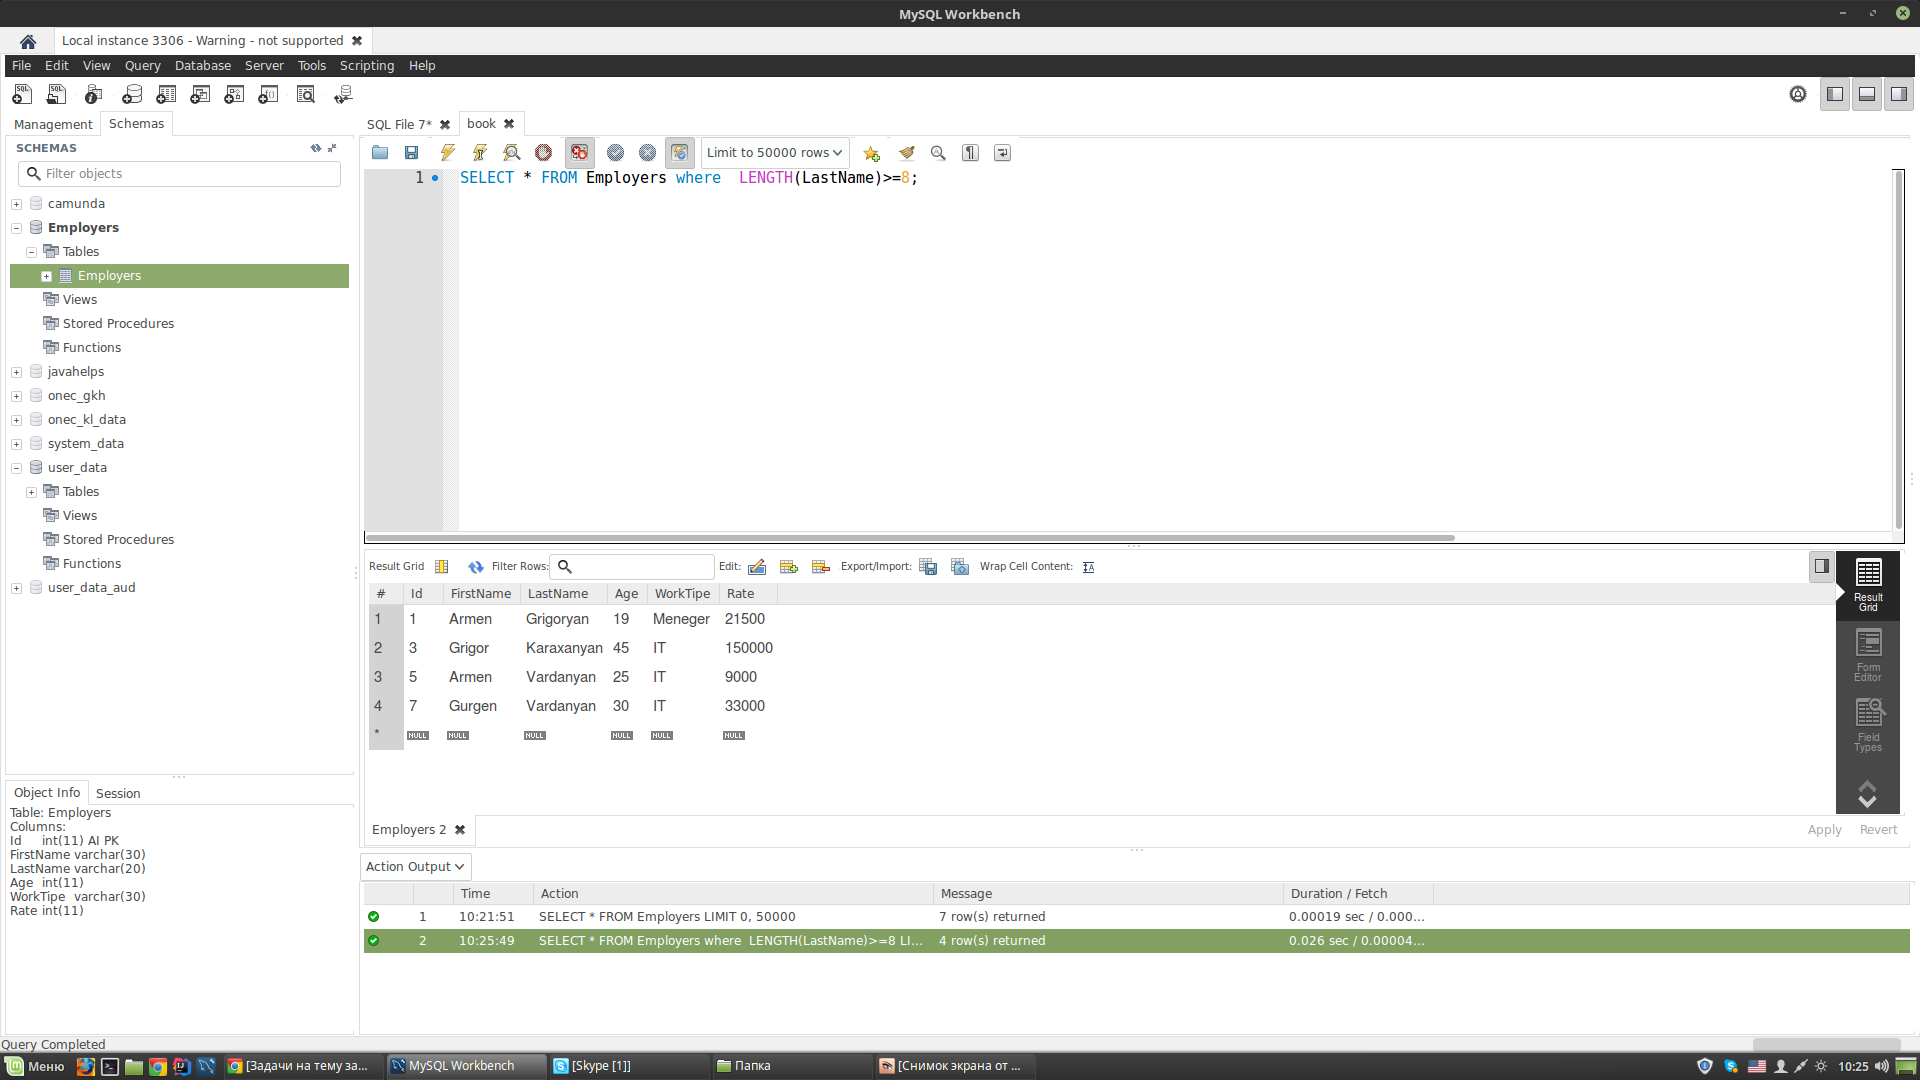 MySQL Workbench
Local instance 3306 - Warning - not supported
File Edit View Query Database Server Tools Scripting Help
Management Schemas
SCHEMAS
Filter objects
camunda
Employers
Tables
Employers
Views
Stored Procedures
Functions
javahelps
onec_gkh
onec_kl_data
system_data
user_data
Tables
Views
Stored Procedures
Functions
user_data_aud
Object Info Session
Table: Employers
Columns:
Id int(11) AI PK
FirstName varchar(30)
LastName varchar(20)
Age int(11)
WorkTipe varchar(30)
Rate int(11)
SQL File 7* book
Limit to 50000 rows
1 SELECT * FROM Employers where LENGTH(LastName)>=8;
Result Grid Filter Rows: Edit: Export/Import: Wrap Cell Content:
# Id FirstName LastName Age WorkTipe Rate
1 1 Armen Grigoryan 19 Meneger 21500
2 3 Grigor Karaxanyan 45 IT 150000
3 5 Armen Vardanyan 25 IT 9000
4 7 Gurgen Vardanyan 30 IT 33000
* NULL NULL NULL NULL NULL NULL
Result
Grid
Form
Editor
Field
Types
Employers 2
Apply Revert
Action Output
Time Action Message Duration / Fetch
1 10:21:51 SELECT * FROM Employers LIMIT 0, 50000 7 row(s) returned 0.00019 sec / 0.000...
2 10:25:49 SELECT * FROM Employers where LENGTH(LastName)>=8 LI... 4 row(s) returned 0.026 sec / 0.00004...
Query Completed
Меню [Задачи на тему за... MySQL Workbench [Skype [1]] Папка [Снимок экрана от ... 10:25